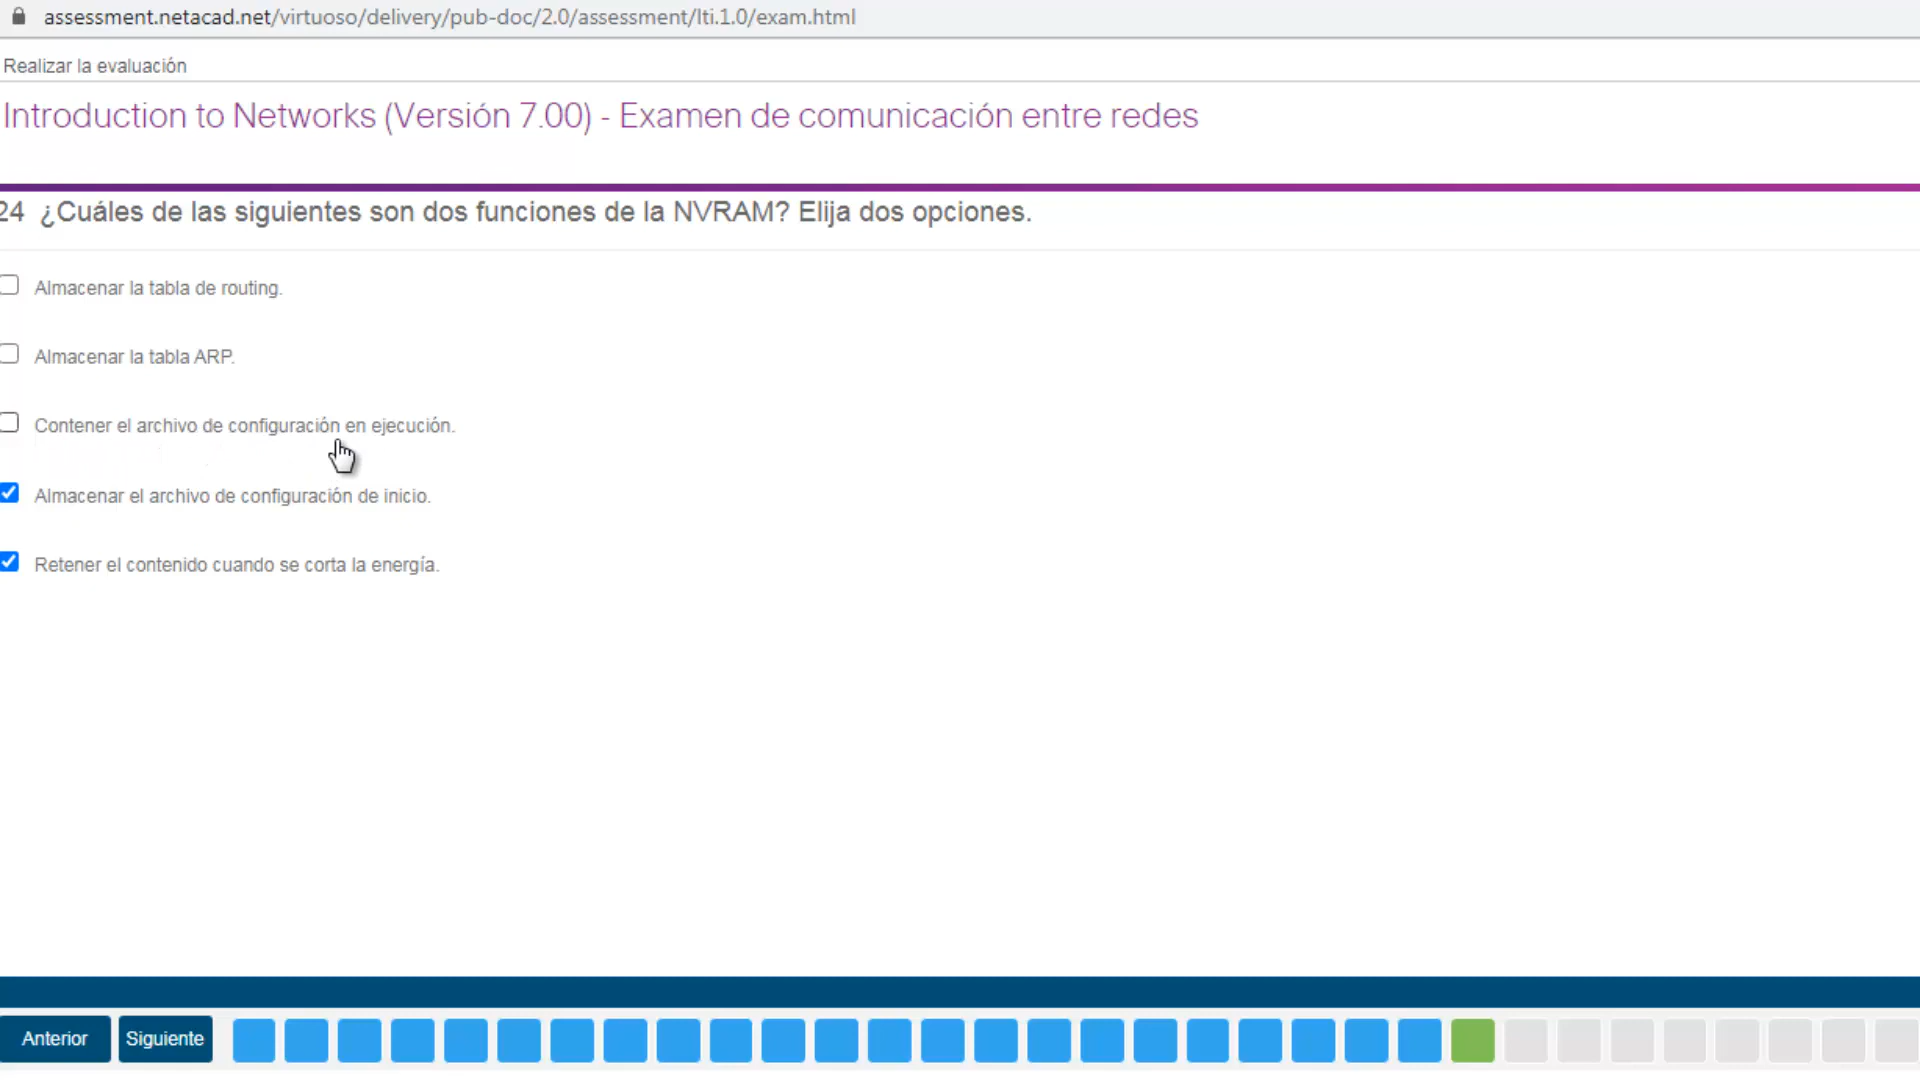 assessment.netacad.net/virtuoso/delivery/pub-doc/2.0/assessment/lti.1.0/exam.html
Realizar la evaluación
Introduction to Networks (Versión 7.00) - Examen de comunicación entre redes
24 ¿Cuáles de las siguientes son dos funciones de la NVRAM? Elija dos opciones.
Almacenar la tabla de routing.
Almacenar la tabla ARP.
Contener el archivo de configuración en ejecución.
Almacenar el archivo de configuración de inicio.
Retener el contenido cuando se corta la energía.
Anterior Siguiente